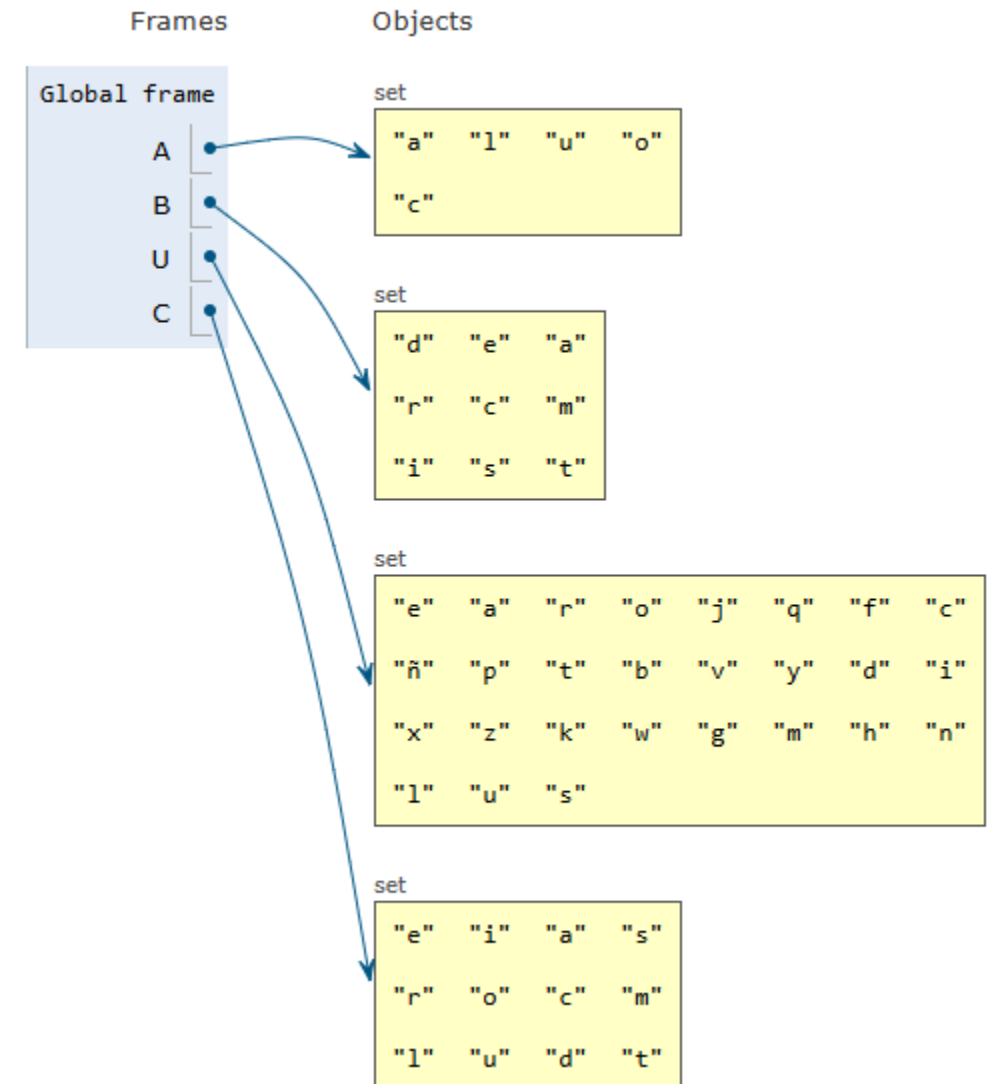 Frames Objects
Global frame
A
B
U
C
set
"a" "l" "u" "o"
"c"
set
"d" "e" "a"
"r" "c" "m"
"i" "s" "t"
set
"e" "a" "r" "o" "j" "q" "f" "c"
"ñ" "p" "t" "b" "v" "y" "d" "i"
"x" "z" "k" "w" "g" "m" "h" "n"
"l" "u" "s"
set
"e" "i" "a" "s"
"r" "o" "c" "m"
"l" "u" "d" "t"